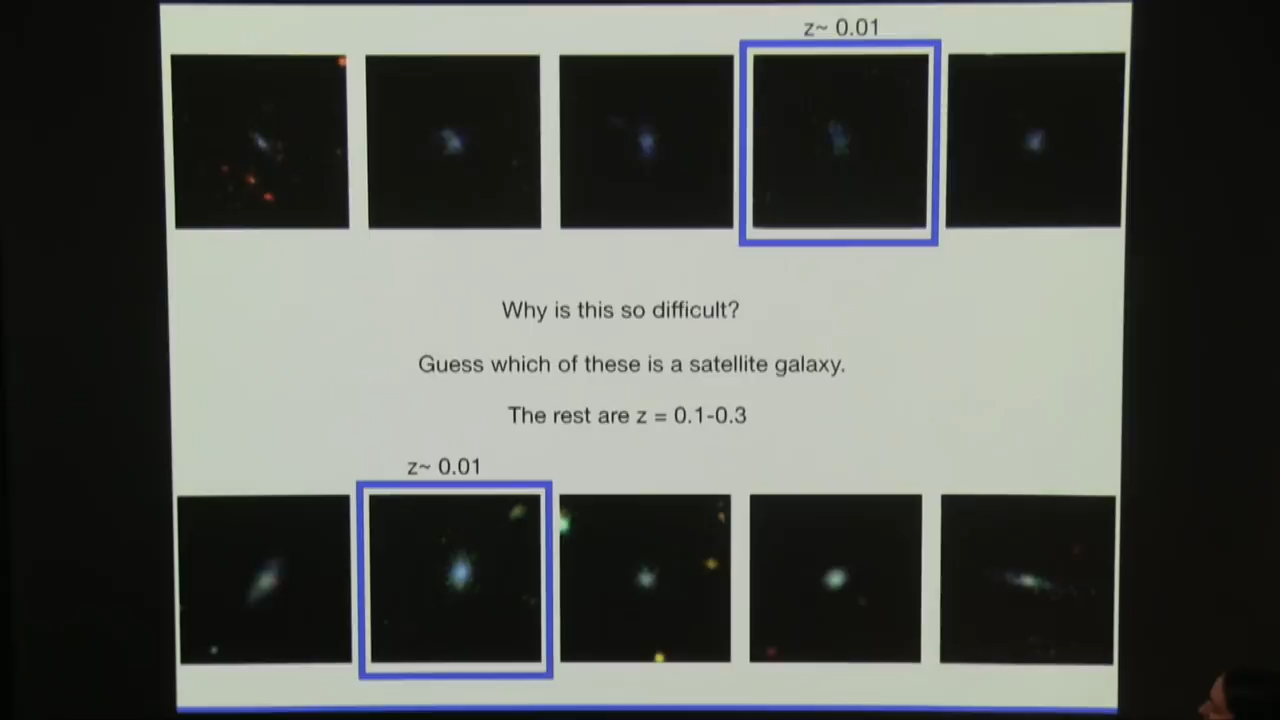 z~ 0.01
Why is this so difficult?
Guess which of these is a satellite galaxy.
The rest are z = 0.1-0.3
z~ 0.01